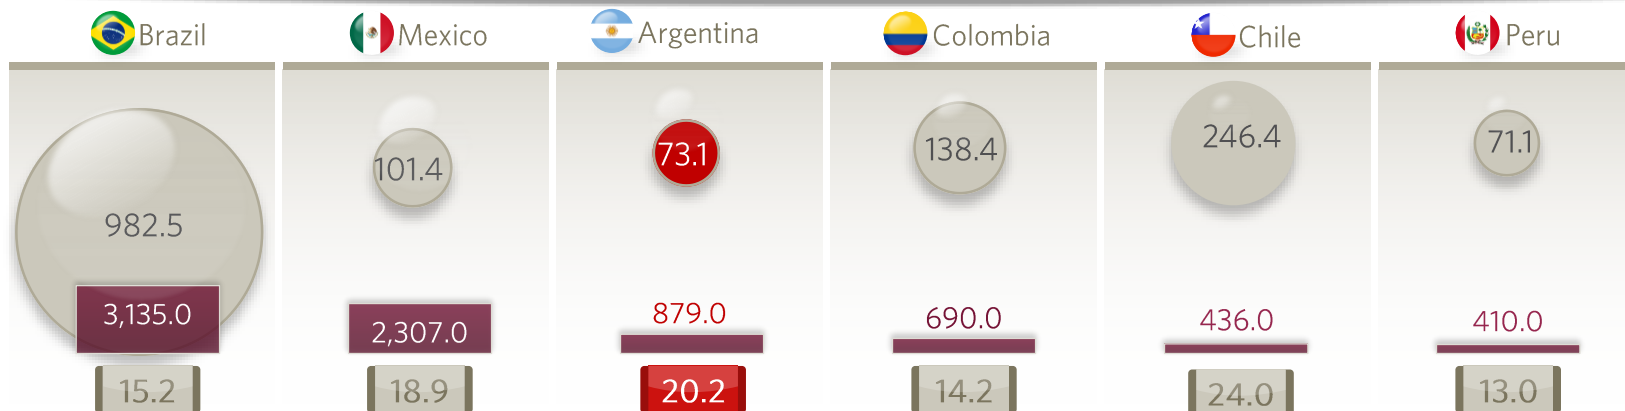 Brazil Mexico Argentina Colombia Chile Peru
982.5 101.4 73.1 138.4 246.4 71.1
3,135.0 2,307.0 879.0 690.0 436.0 410.0
15.2 18.9 20.2 14.2 24.0 13.0